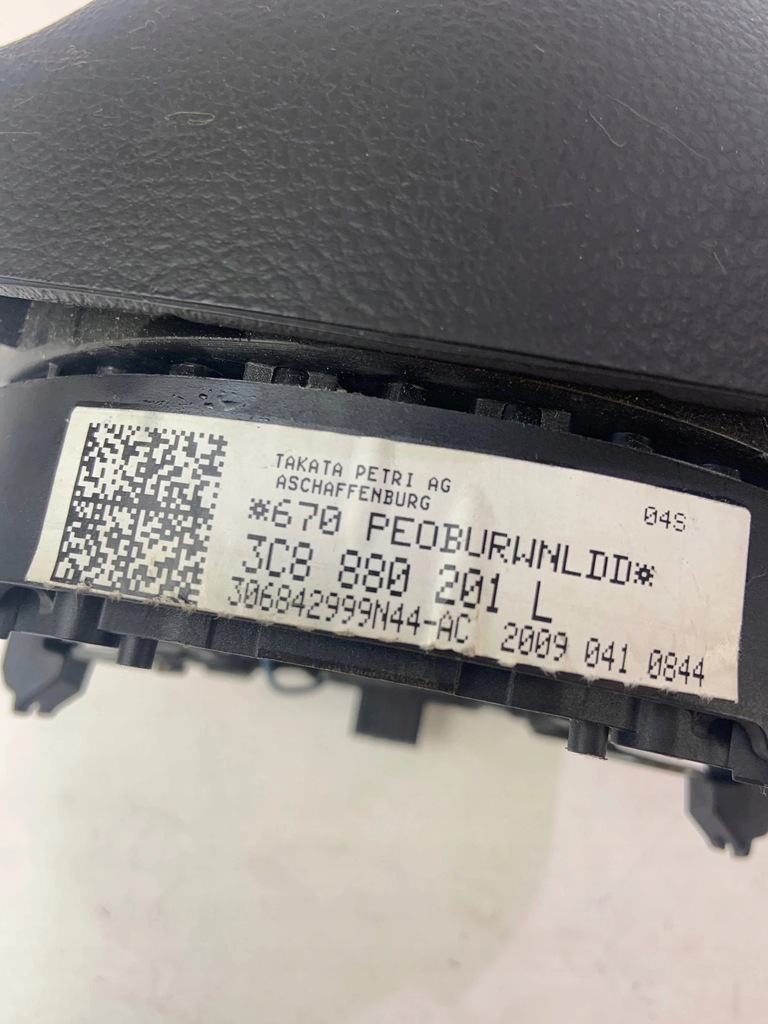 TAKATA PETRI AG
ASCHAFFENBURG
04S
*670 PEOBURWNLDD*
3C8 880 201 L
306842999N44-AC 2009 041 0844